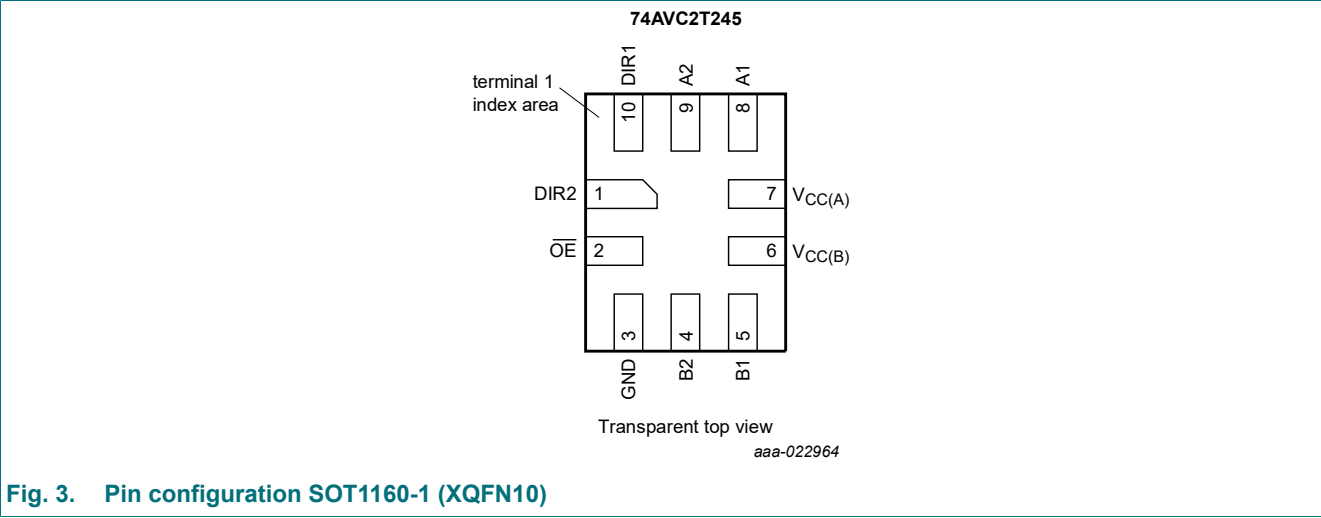 74AVC2T245
DIR1 A2 A1
terminal 1
index area
10 9 8
DIR2 1 7 VCC(A)
O̅E̅ 2 6 VCC(B)
3 4 5
GND B2 B1
Transparent top view
aaa-022964
Fig. 3. Pin configuration SOT1160-1 (XQFN10)